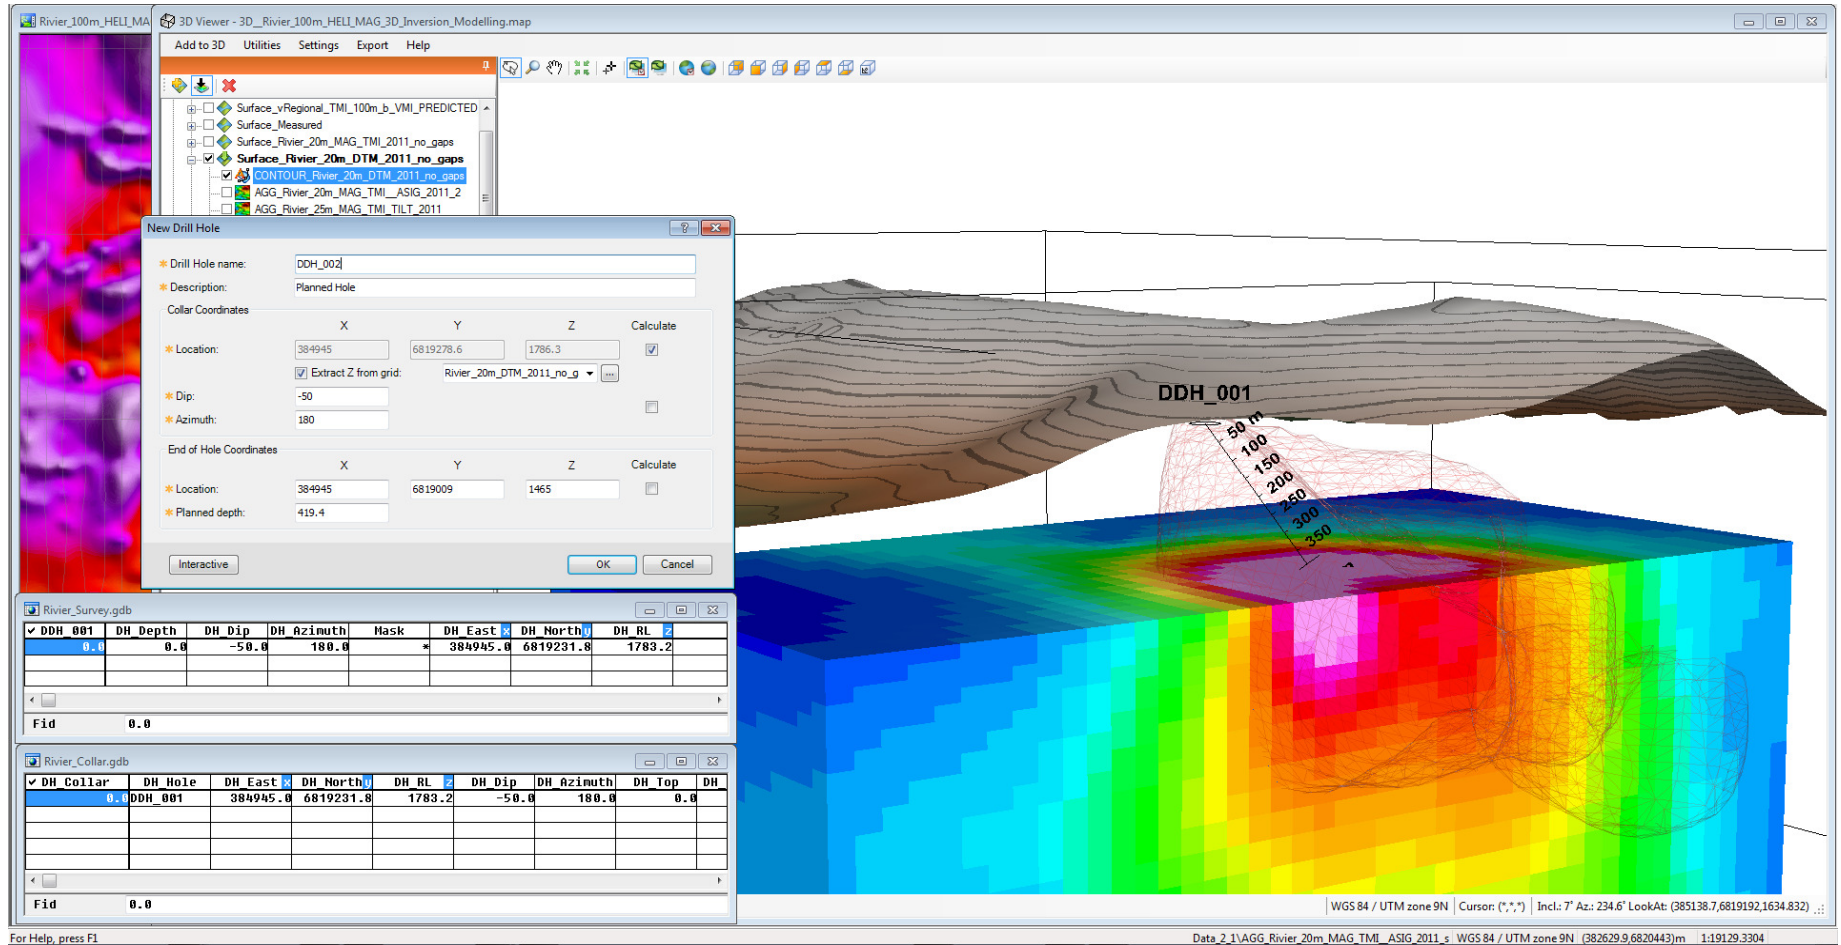 Rivier_100m_HELI_MA
3D Viewer - 3D__Rivier_100m_HELI_MAG_3D_Inversion_Modelling.map
Add to 3D Utilities Settings Export Help
Surface_vRegional_TMI_100m_b_VMI_PREDICTED
Surface_Measured
Surface_Rivier_20m_MAG_TMI_2011_no_gaps
Surface_Rivier_20m_DTM_2011_no_gaps
CONTOUR_Rivier_20m_DTM_2011_no_gaps
AGG_Rivier_20m_MAG_TMI__ASIG_2011_2
AGG_Rivier_25m_MAG_TMI_TILT_2011
New Drill Hole
Drill Hole name: DDH_002
Description: Planned Hole
Collar Coordinates
X Y Z Calculate
Location: 384945 6819278.6 1786.3
Extract Z from grid: Rivier_20m_DTM_2011_no_g ...
Dip: -50
Azimuth: 180
End of Hole Coordinates
X Y Z Calculate
Location: 384945 6819009 1465
Planned depth: 419.4
Interactive OK Cancel
DDH_001
50 m
100
150
200
250
300
350
Rivier_Survey.gdb
DDH_001 DH_Depth DH_Dip DH_Azimuth Mask DH_East x DH_North y DH_RL z
0.0 0.0 -50.0 180.0 * 384945.0 6819231.8 1783.2
Fid 0.0
Rivier_Collar.gdb
DH_Collar DH_Hole DH_East x DH_North y DH_RL z DH_Dip DH_Azimuth DH_Top DH_
0.0 DDH_001 384945.0 6819231.8 1783.2 -50.0 180.0 0.0
Fid 0.0
WGS 84 / UTM zone 9N Cursor: (*,*,*) Incl.: 7° Az.: 234.6° LookAt: (385138.7,6819192,1634.832)
For Help, press F1 Data_2_1\AGG_Rivier_20m_MAG_TMI__ASIG_2011_s WGS 84 / UTM zone 9N (382629.9,6820443)m 1:19129.3304